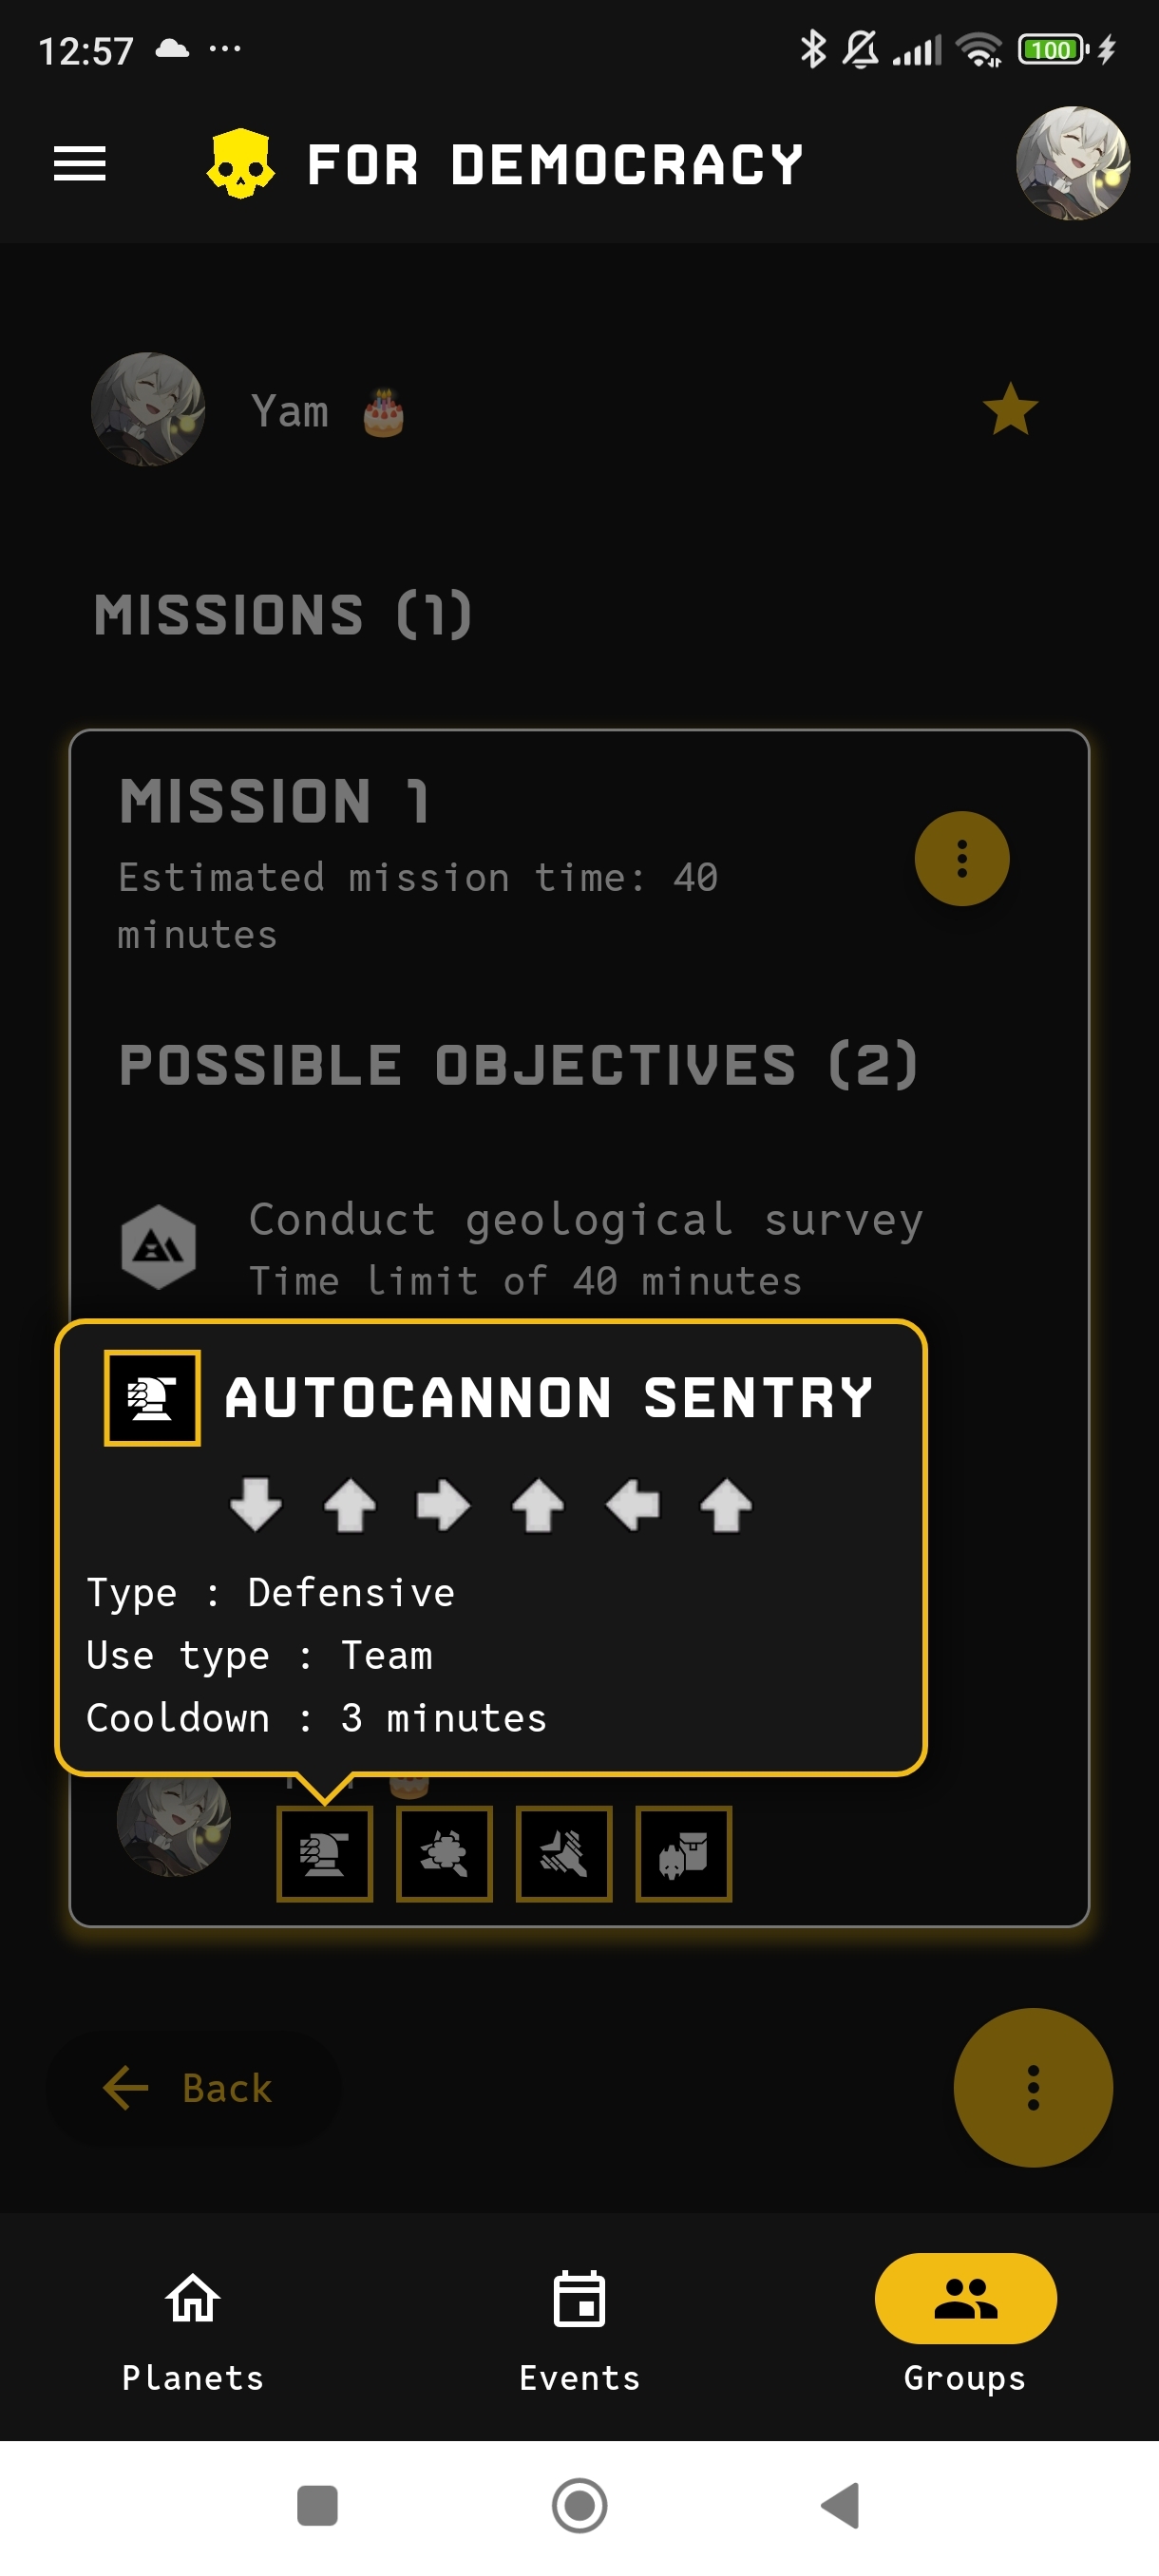 12:57
100
FOR DEMOCRACY
Yam
MISSIONS (1)
MISSION 1
Estimated mission time: 40
minutes
POSSIBLE OBJECTIVES (2)
Conduct geological survey
Time limit of 40 minutes
AUTOCANNON SENTRY
Type : Defensive
Use type : Team
Cooldown : 3 minutes
Back
Planets
Events
Groups